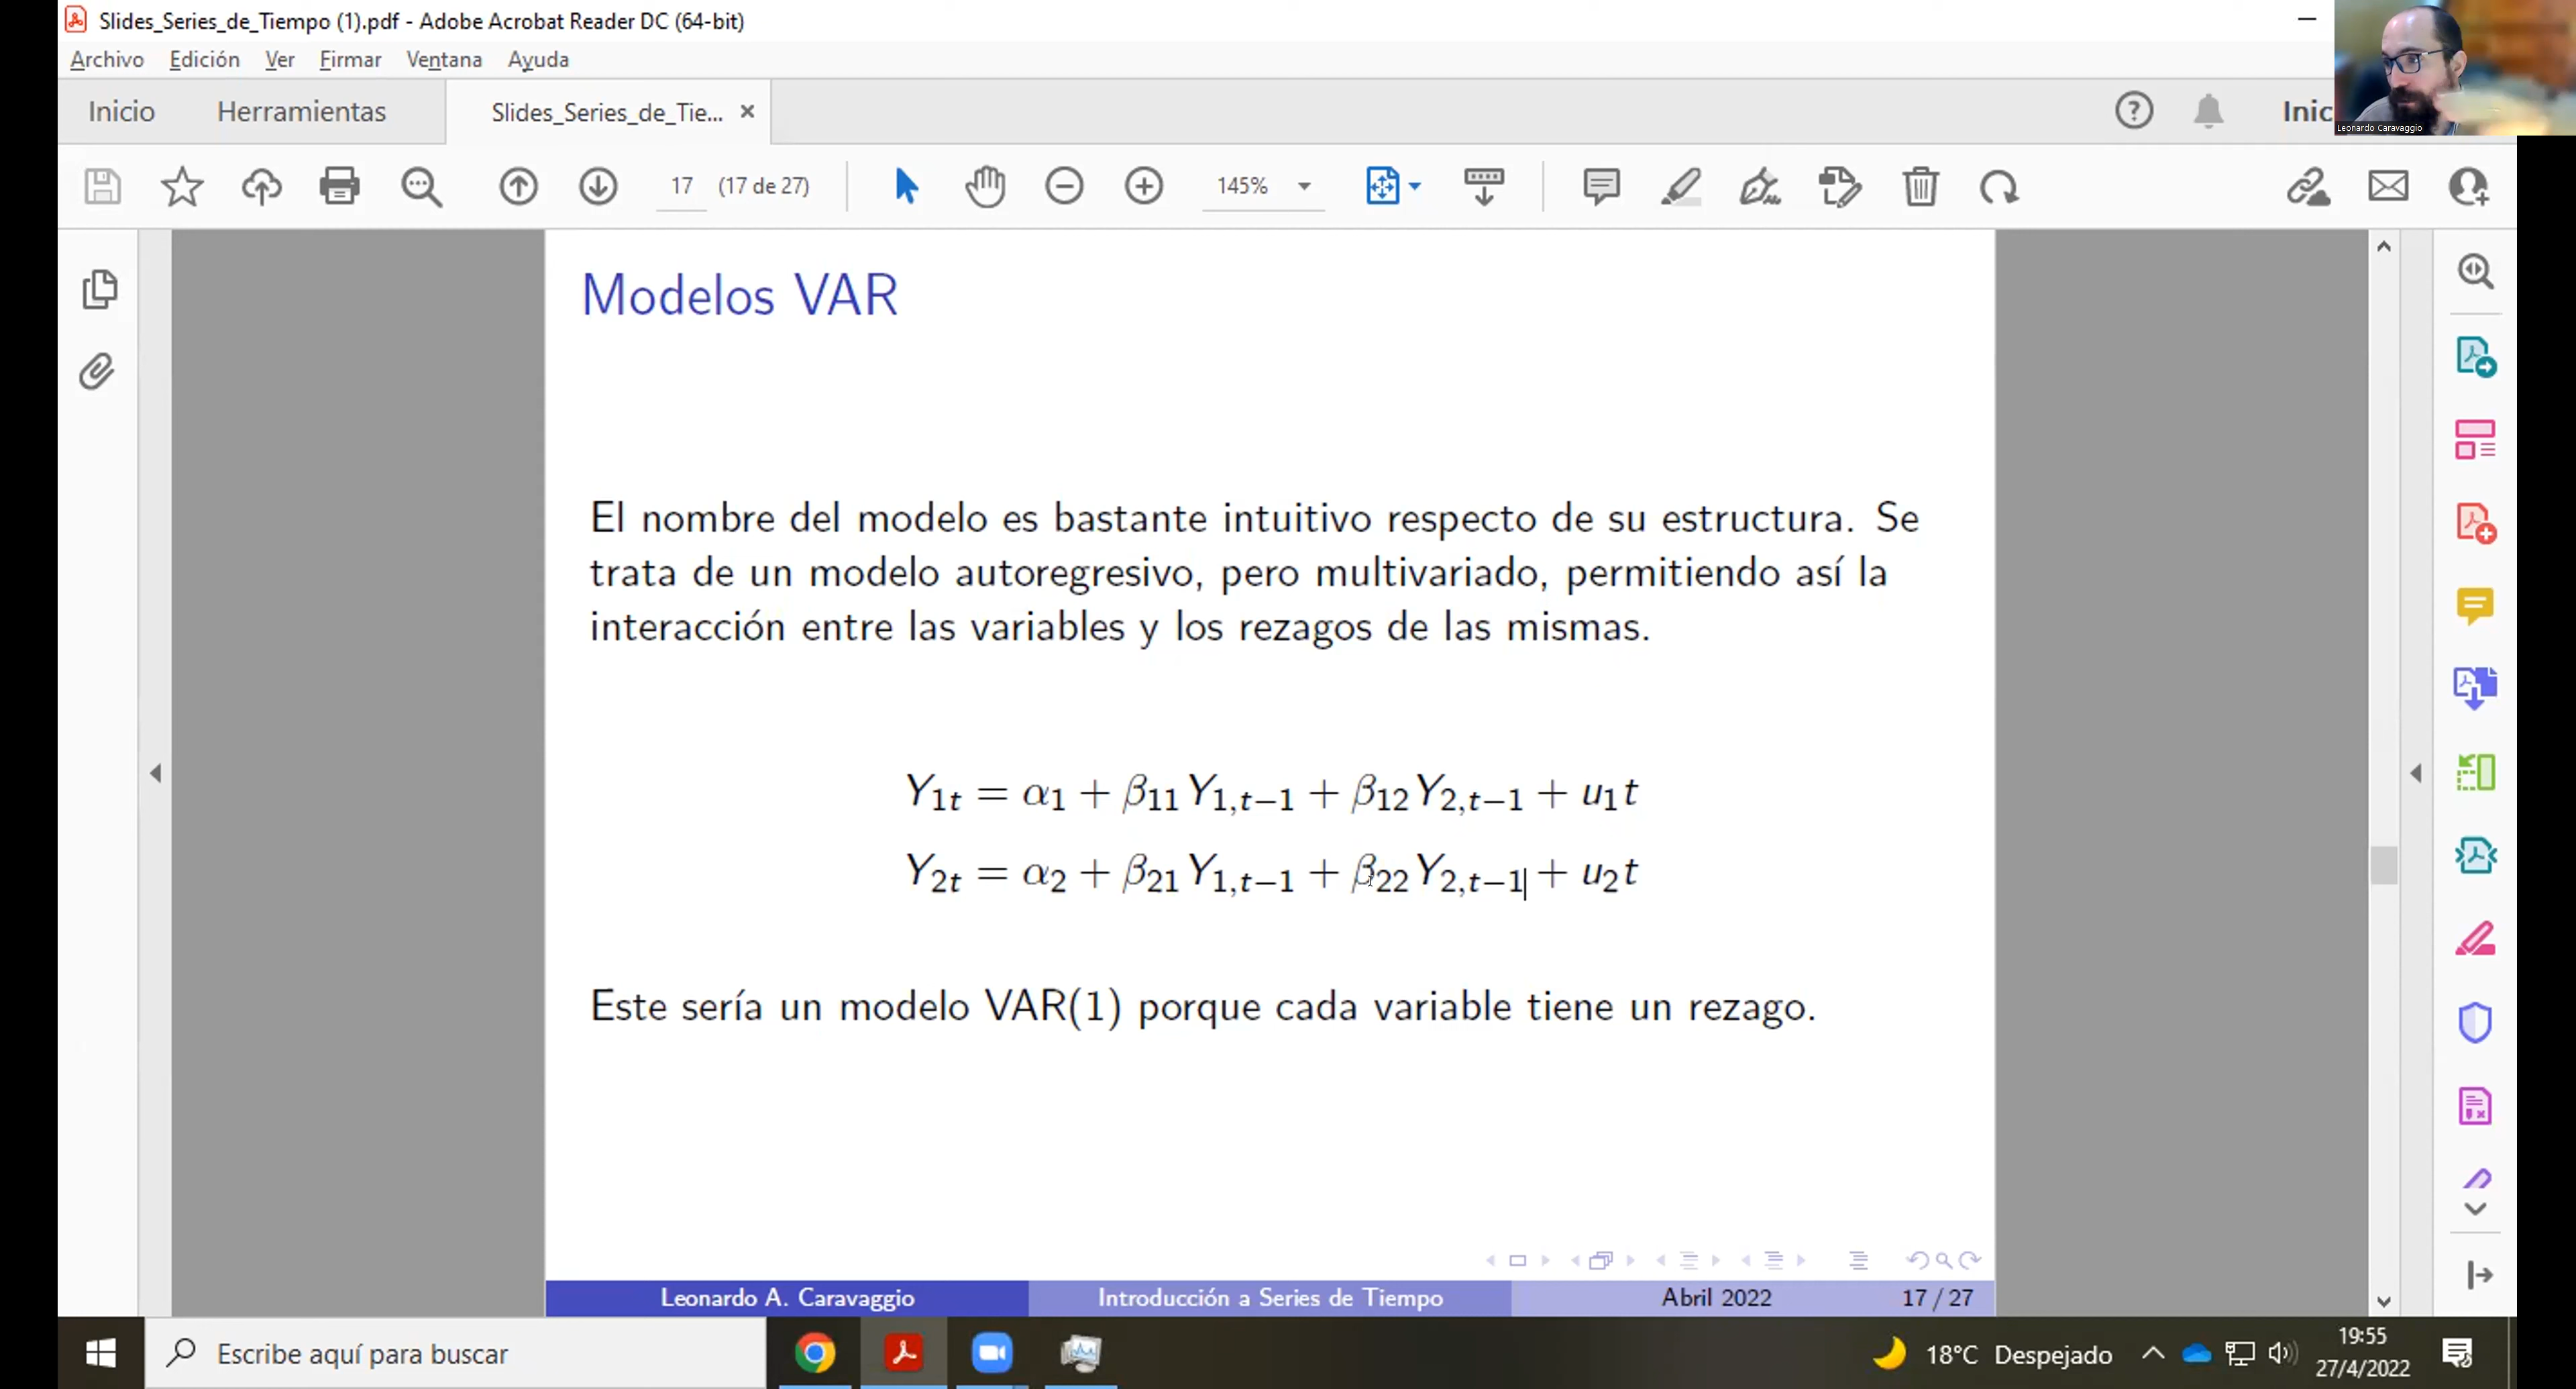 Slides_Series_de_Tiempo (1).pdf - Adobe Acrobat Reader DC (64-bit)
Archivo Edición Ver Firmar Ventana Ayuda
Inicio Herramientas Slides_Series_de_Tie... Inic
Leonardo Caravaggio
17 (17 de 27) 145%
Modelos VAR
El nombre del modelo es bastante intuitivo respecto de su estructura. Se
trata de un modelo autoregresivo, pero multivariado, permitiendo así la
interacción entre las variables y los rezagos de las mismas.
Y₁ₜ = α₁ + β₁₁Y₁,ₜ₋₁ + β₁₂Y₂,ₜ₋₁ + u₁t
Y₂ₜ = α₂ + β₂₁Y₁,ₜ₋₁ + β₂₂Y₂,ₜ₋₁ + u₂t
Este sería un modelo VAR(1) porque cada variable tiene un rezago.
Leonardo A. Caravaggio Introducción a Series de Tiempo Abril 2022 17 / 27
Escribe aquí para buscar 18°C Despejado 19:55
27/4/2022